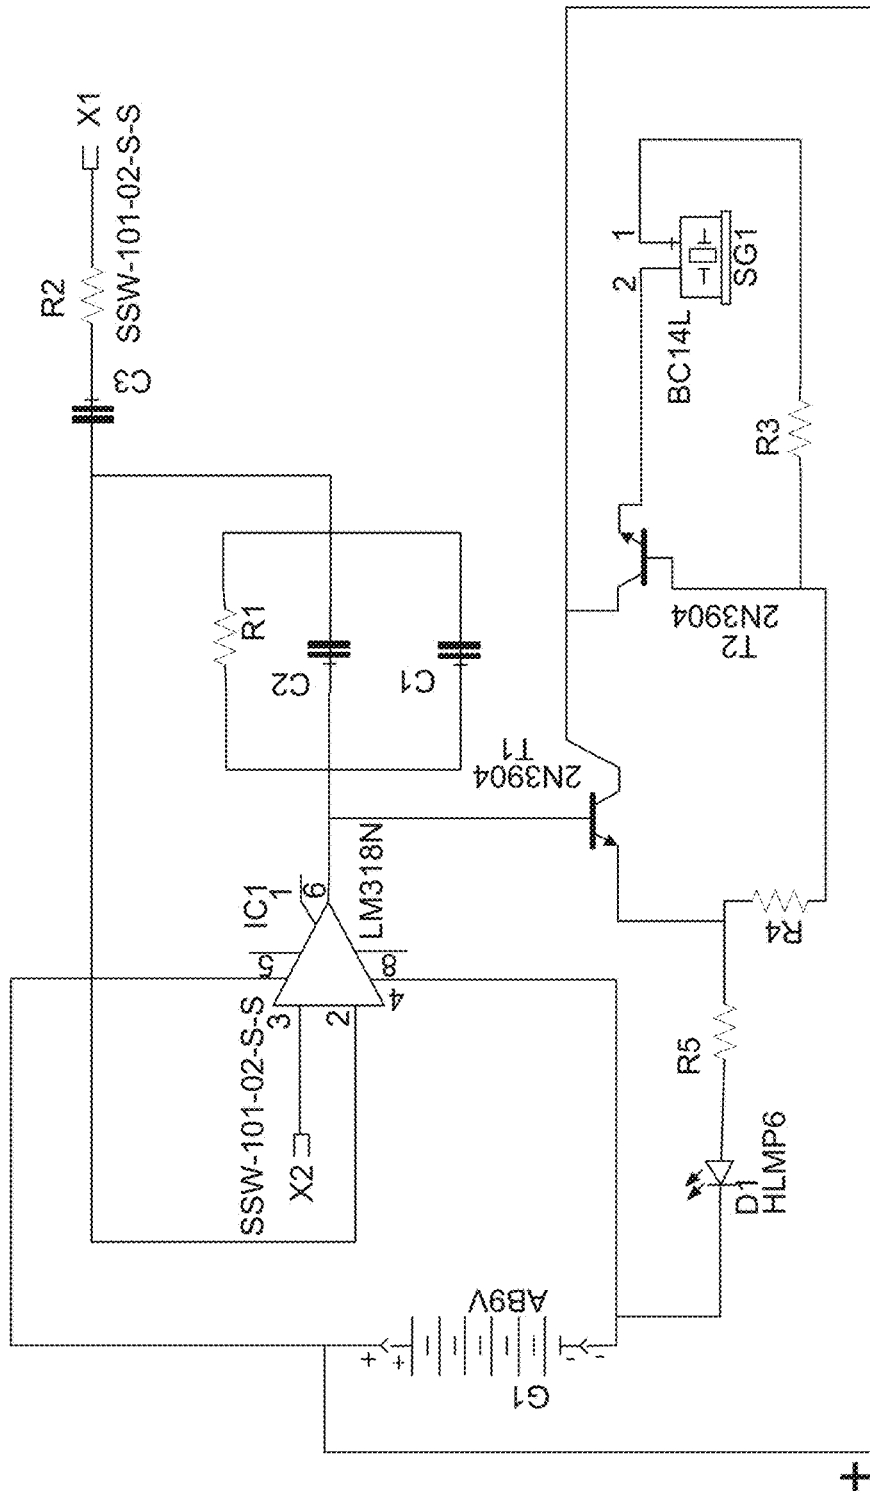 X1
SSW-101-02-S-S
R2
C3
1
2
SG1
BC14L
R3
R1
C2
C1
2N3904
T2
T1
2N3904
IC1
1
6
LM318N
5
8
4
3
2
SSW-101-02-S-S
X2
R4
R5
D1
HLMP6
AB9V
G1
+
+
-
-
+